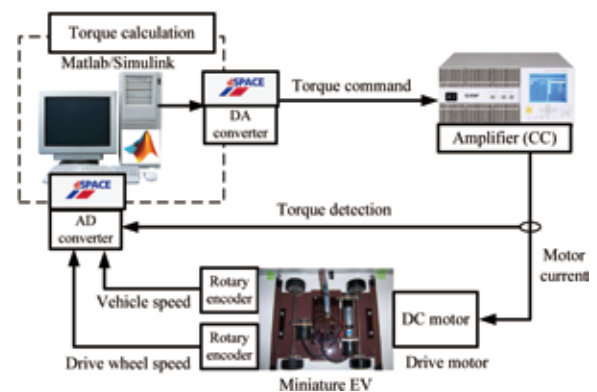 Torque calculation
Matlab/Simulink
dSPACE
DA
converter
Torque command
Amplifier (CC)
dSPACE
AD
converter
Torque detection
Motor
current
Vehicle speed
Rotary
encoder
DC motor
Drive wheel speed
Rotary
encoder
Drive motor
Miniature EV